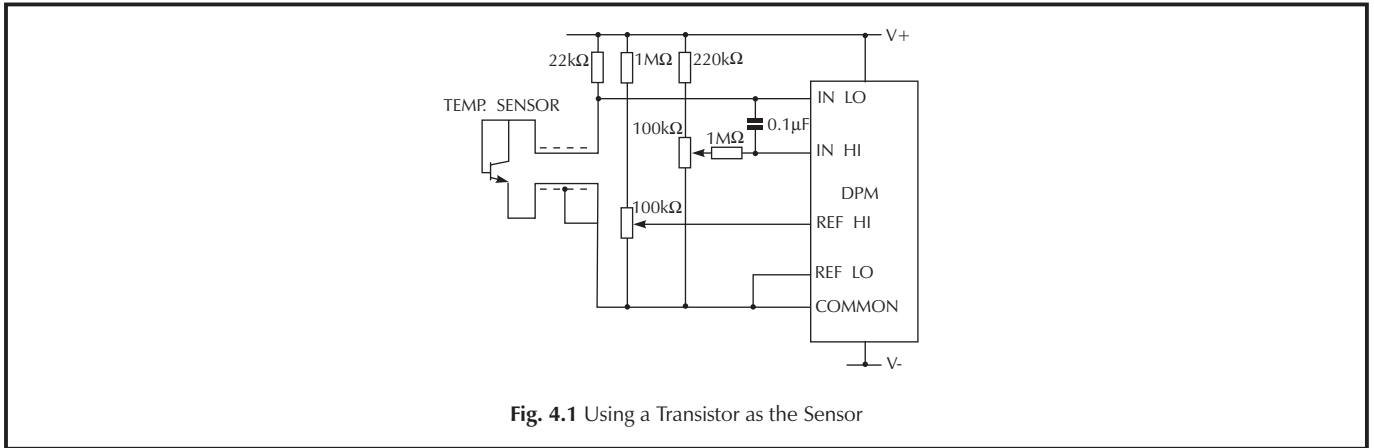 V+
22kΩ
1MΩ
220kΩ
IN LO
TEMP. SENSOR
0.1µF
100kΩ
1MΩ
IN HI
DPM
100kΩ
REF HI
REF LO
COMMON
V-
Fig. 4.1 Using a Transistor as the Sensor